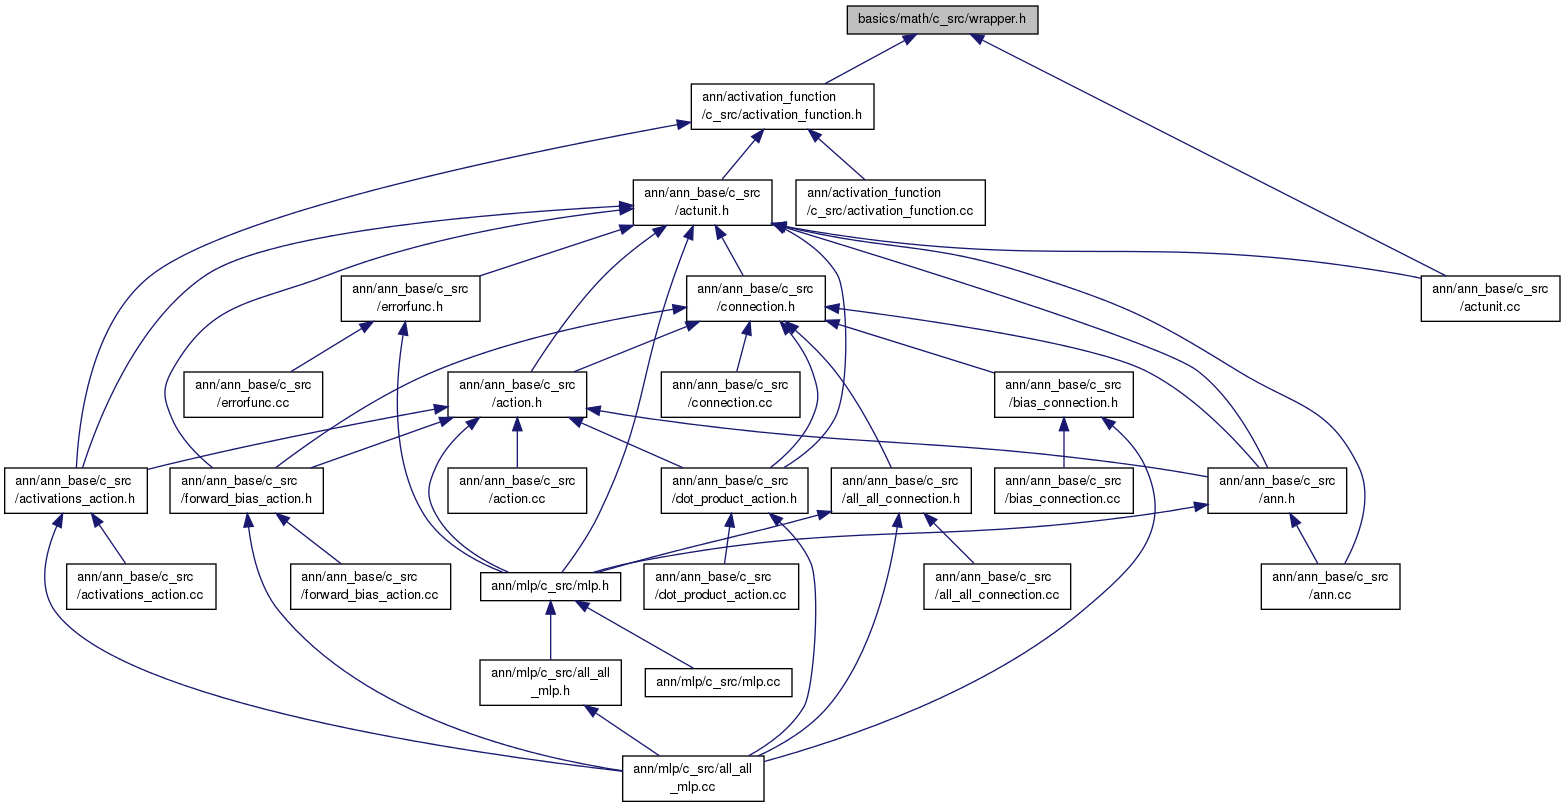 basics/math/c_src/wrapper.h
ann/activation_function
/c_src/activation_function.h
ann/ann_base/c_src
/actunit.h
ann/activation_function
/c_src/activation_function.cc
ann/ann_base/c_src
/errorfunc.h
ann/ann_base/c_src
/connection.h
ann/ann_base/c_src
/actunit.cc
ann/ann_base/c_src
/errorfunc.cc
ann/ann_base/c_src
/action.h
ann/ann_base/c_src
/connection.cc
ann/ann_base/c_src
/bias_connection.h
ann/ann_base/c_src
/activations_action.h
ann/ann_base/c_src
/forward_bias_action.h
ann/ann_base/c_src
/action.cc
ann/ann_base/c_src
/dot_product_action.h
ann/ann_base/c_src
/all_all_connection.h
ann/ann_base/c_src
/bias_connection.cc
ann/ann_base/c_src
/ann.h
ann/ann_base/c_src
/activations_action.cc
ann/ann_base/c_src
/forward_bias_action.cc
ann/mlp/c_src/mlp.h
ann/ann_base/c_src
/dot_product_action.cc
ann/ann_base/c_src
/all_all_connection.cc
ann/ann_base/c_src
/ann.cc
ann/mlp/c_src/all_all
_mlp.h
ann/mlp/c_src/mlp.cc
ann/mlp/c_src/all_all
_mlp.cc